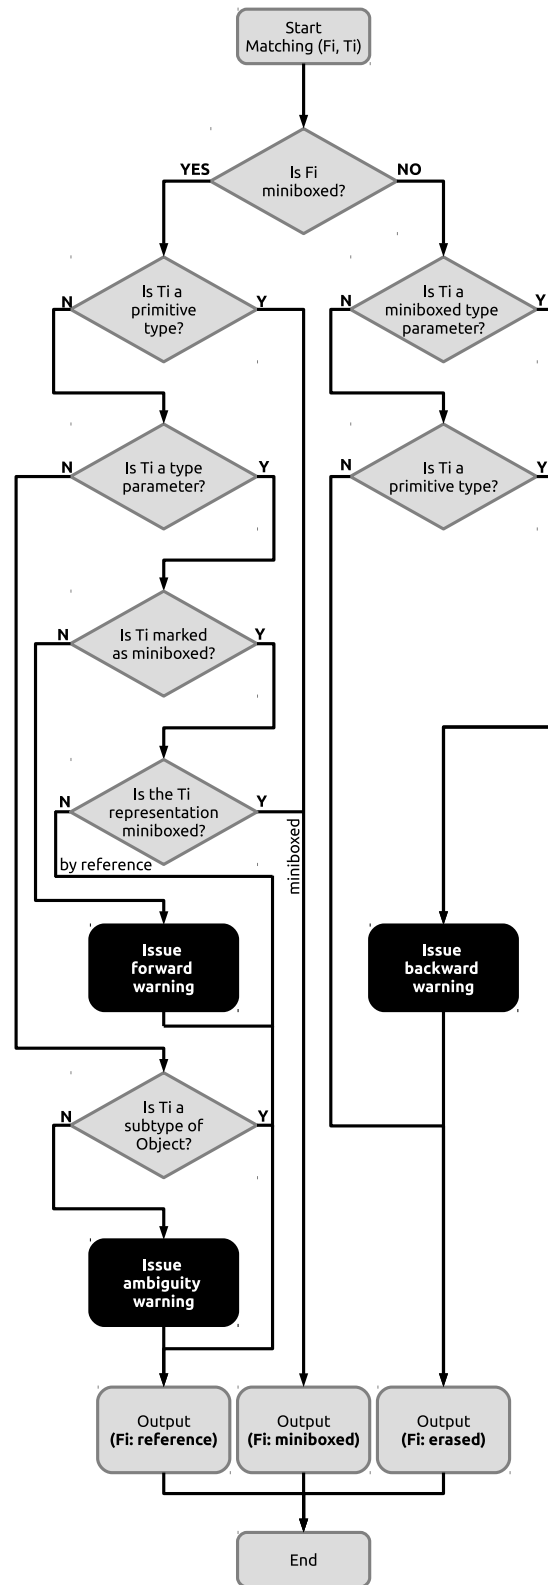 Start
Matching (Fi, Ti)
Is Fi
miniboxed?
YES
NO
Is Ti a
primitive
type?
N
Y
Is Ti a
miniboxed type
parameter?
N
Y
Is Ti a type
parameter?
N
Y
Is Ti a
primitive type?
N
Y
Is Ti marked
as miniboxed?
N
Y
Is the Ti
representation
miniboxed?
N
Y
by reference
miniboxed
Issue
forward
warning
Issue
backward
warning
Is Ti a
subtype of
Object?
N
Y
Issue
ambiguity
warning
Output
(Fi: reference)
Output
(Fi: miniboxed)
Output
(Fi: erased)
End